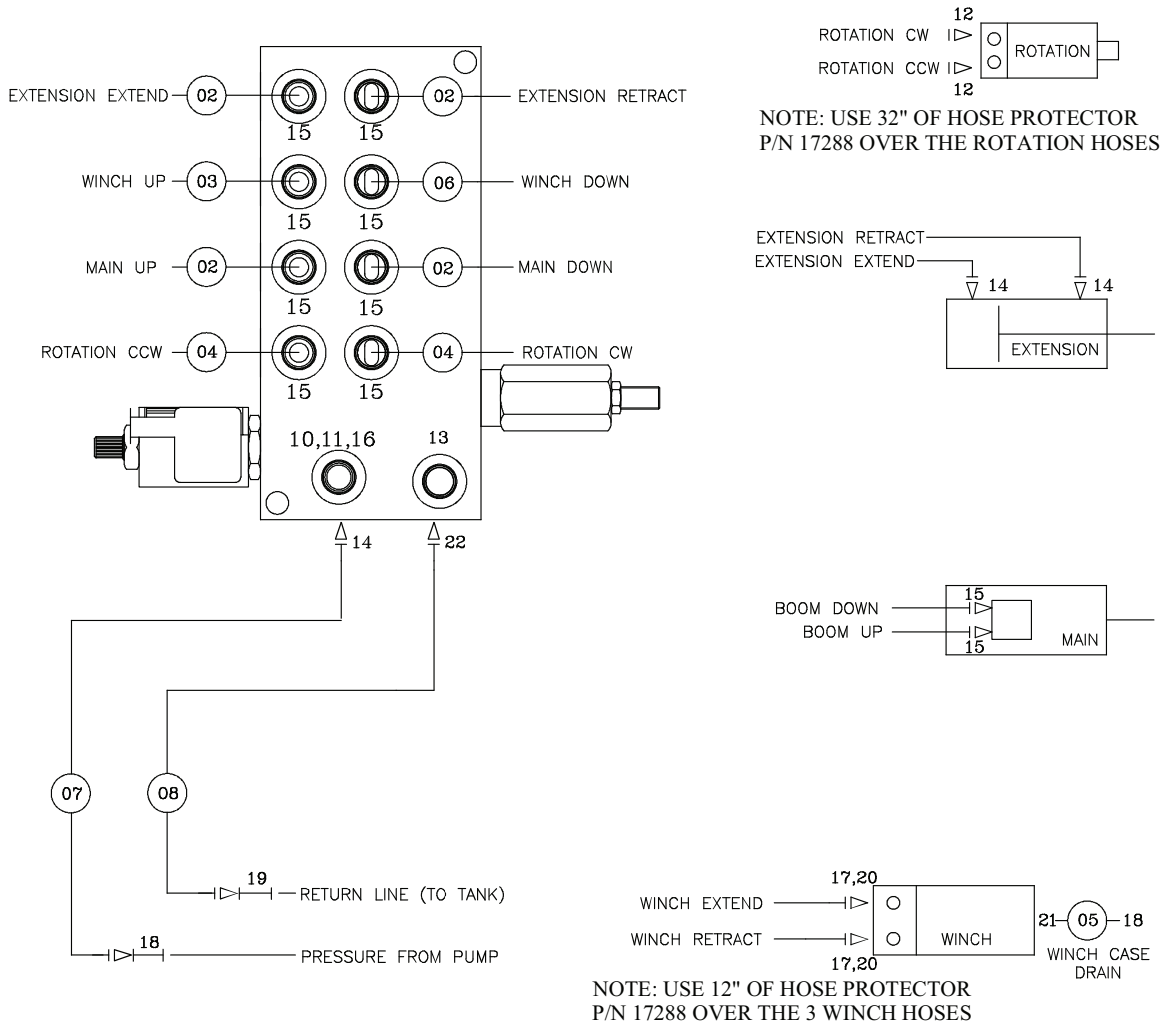 12
ROTATION CW
ROTATION
ROTATION CCW
12
NOTE: USE 32" OF HOSE PROTECTOR
P/N 17288 OVER THE ROTATION HOSES
EXTENSION EXTEND 02 02 EXTENSION RETRACT
15 15
WINCH UP 03 06 WINCH DOWN
15 15
MAIN UP 02 02 MAIN DOWN
15 15
ROTATION CCW 04 04 ROTATION CW
15 15
10,11,16 13
14 22
07 08
19
RETURN LINE (TO TANK)
18
PRESSURE FROM PUMP
EXTENSION RETRACT
EXTENSION EXTEND
14 14
EXTENSION
15
BOOM DOWN
BOOM UP
MAIN
15
17,20
WINCH EXTEND
21 05 18
WINCH RETRACT
WINCH
WINCH CASE
DRAIN
17,20
NOTE: USE 12" OF HOSE PROTECTOR
P/N 17288 OVER THE 3 WINCH HOSES